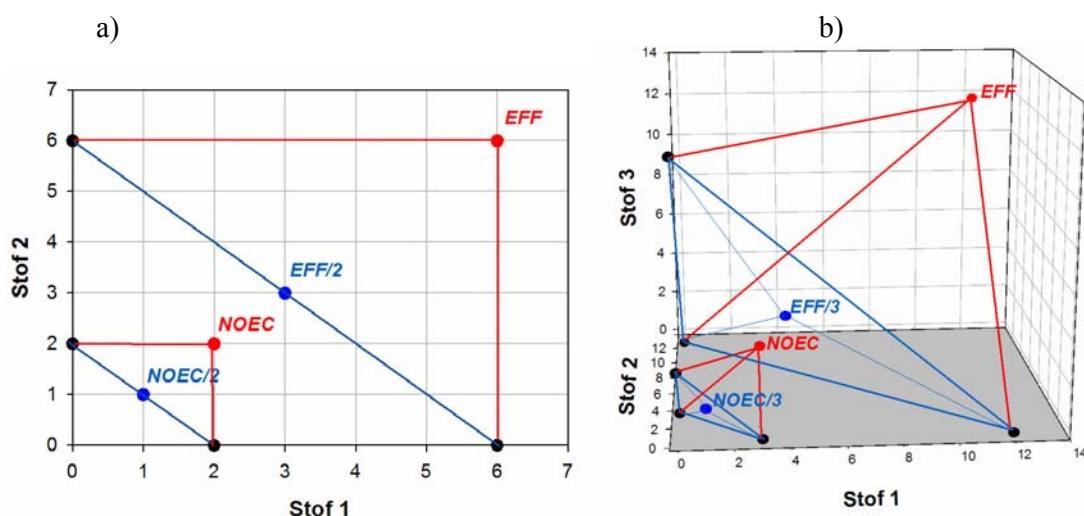 a)
7
6
5
4
3
2
1
0
Stof 2
EFF
EFF/2
NOEC
NOEC/2
0 1 2 3 4 5 6 7
Stof 1
b)
14
12
10
8
6
4
2
0
Stof 3
12
10
8
6
4
2
0
Stof 2
EFF
EFF/3
NOEC
NOEC/3
0 2 4 6 8 10 12 14
Stof 1